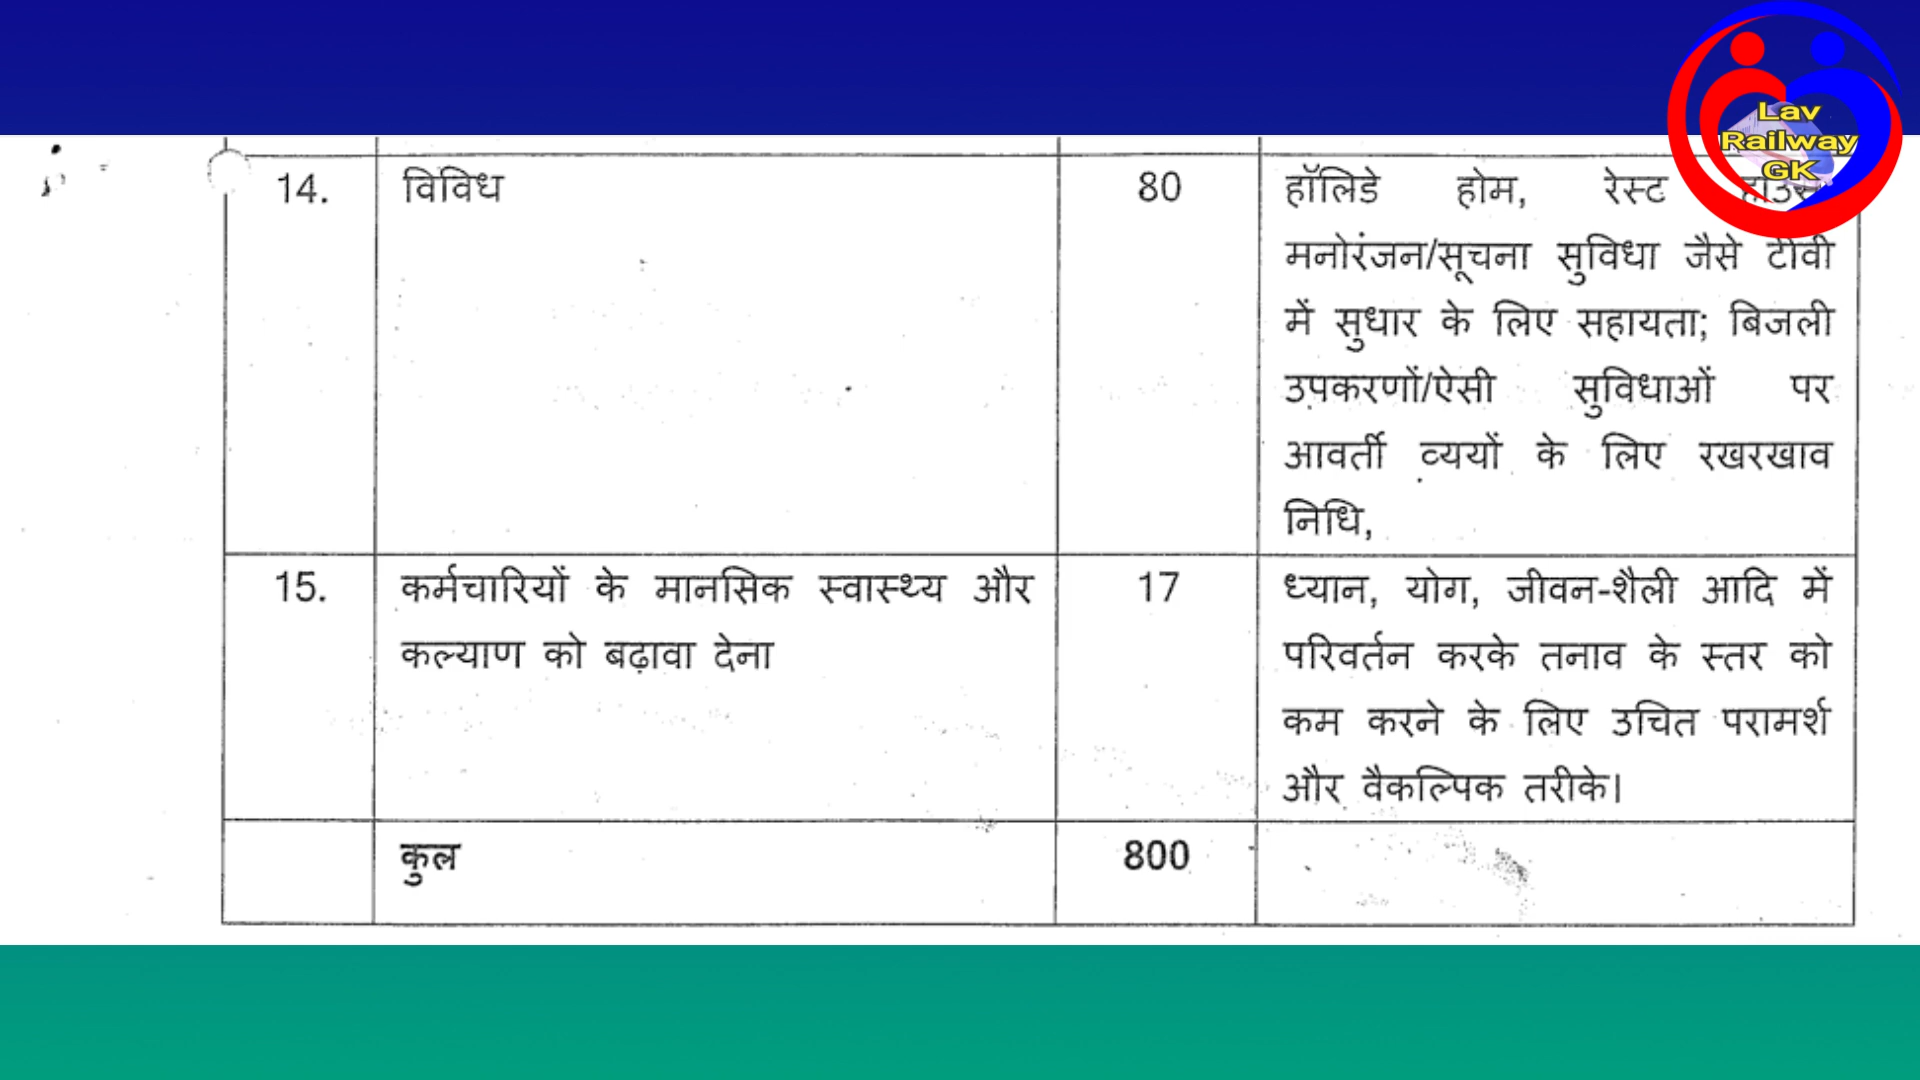 Lav
Railway
GK
14. विविध 80 हॉलिडे होम, रेस्ट हाउस,
मनोरंजन/सूचना सुविधा जैसे टीवी
में सुधार के लिए सहायता; बिजली
उपकरणों/ऐसी सुविधाओं पर
आवर्ती व्ययों के लिए रखरखाव
निधि,
15. कर्मचारियों के मानसिक स्वास्थ्य और 17 ध्यान, योग, जीवन-शैली आदि में
कल्याण को बढ़ावा देना परिवर्तन करके तनाव के स्तर को
कम करने के लिए उचित परामर्श
और वैकल्पिक तरीके।
कुल 800